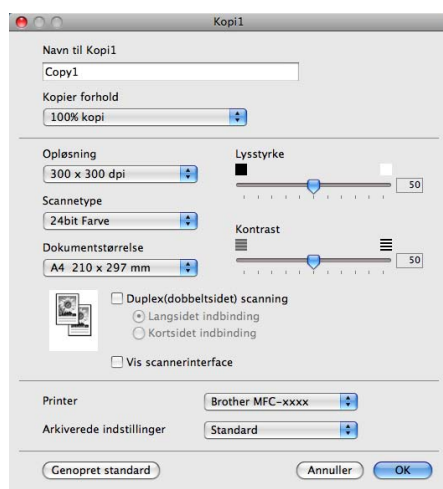 Kopi1
Navn til Kopi1
Copy1
Kopier forhold
100% kopi
Opløsning
300 x 300 dpi
Scannetype
24bit Farve
Dokumentstørrelse
A4 210 x 297 mm
Lysstyrke
50
Kontrast
50
Duplex(dobbeltsidet) scanning
Langsidet indbinding
Kortsidet indbinding
Vis scannerinterface
Printer
Brother MFC-xxxx
Arkiverede indstillinger
Standard
Genopret standard
Annuller
OK